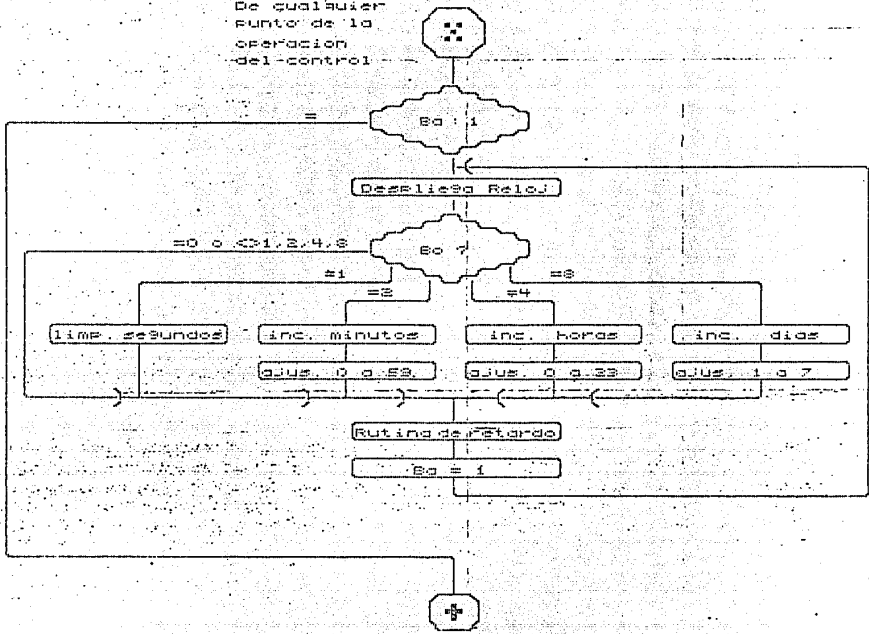 De cualquier
punto de la
operacion
del control
Ba : 1
=
Despliega Reloj
=0 o <>1,2,4,8
Bo ?
=1
=2
=4
=8
limp. segundos
inc. minutos
inc. horas
inc. dias
ajus. 0 a 59.
ajus. 0 a 23
ajus. 1 a 7
Rutina de retardo
Ba = 1